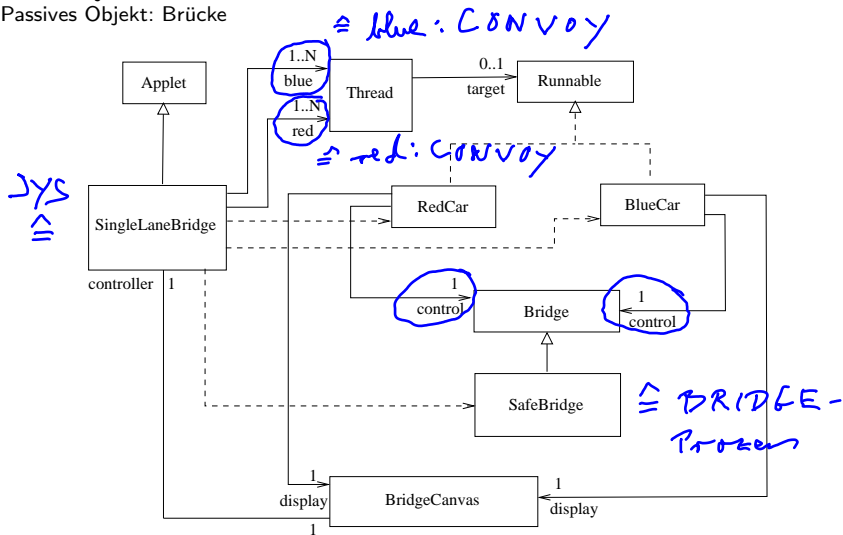 Passives Objekt: Brücke
≙ blue: CONVOY
1..N
blue
0..1
target
Applet
Thread
Runnable
1..N
red
≙ red: CONVOY
SYS
≙
SingleLaneBridge
RedCar
BlueCar
controller 1
1
control
Bridge
1
control
SafeBridge
≙ BRIDGE-
Prozess
1
display
BridgeCanvas
1
display
1